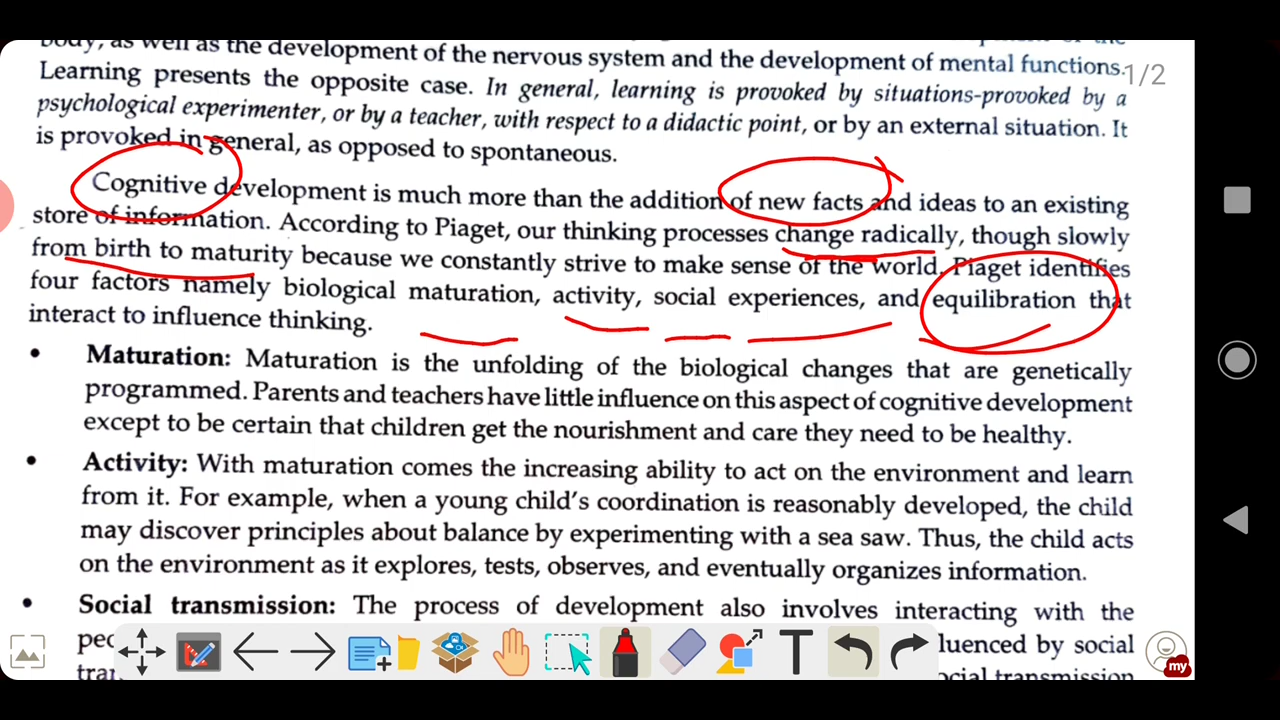 body, as well as the development of the nervous system and the development of mental functions.
Learning presents the opposite case. In general, learning is provoked by situations-provoked by a
1/2
psychological experimenter, or by a teacher, with respect to a didactic point, or by an external situation. It
is provoked in general, as opposed to spontaneous.
Cognitive development is much more than the addition of new facts and ideas to an existing
store of information. According to Piaget, our thinking processes change radically, though slowly
from birth to maturity because we constantly strive to make sense of the world. Piaget identifies
four factors namely biological maturation, activity, social experiences, and equilibration that
interact to influence thinking.
• Maturation: Maturation is the unfolding of the biological changes that are genetically
programmed. Parents and teachers have little influence on this aspect of cognitive development
except to be certain that children get the nourishment and care they need to be healthy.
• Activity: With maturation comes the increasing ability to act on the environment and learn
from it. For example, when a young child's coordination is reasonably developed, the child
may discover principles about balance by experimenting with a sea saw. Thus, the child acts
on the environment as it explores, tests, observes, and eventually organizes information.
• Social transmission: The process of development also involves interacting with the
by social
social transmission
T
my